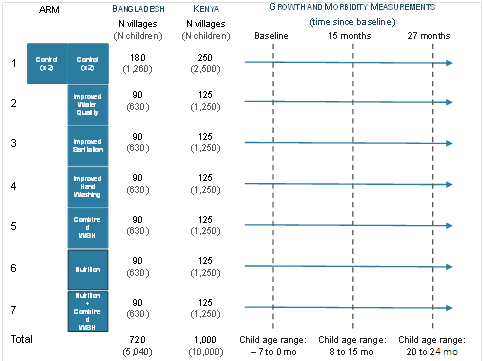 ARM BANGLADESH KENYA GROWTH AND MORBIDITY MEASUREMENTS
N villages N villages (time since baseline)
(N children) (N children) Baseline 15 months 27 months
1 Control Control 180 250
(x2) (x2) (1,260) (2,500)
2 Improved Water Quality 90 125
(630) (1,250)
3 Improved Sanitation 90 125
(630) (1,250)
4 Improved Hand Washing 90 125
(630) (1,250)
5 Combine d WSH 90 125
(630) (1,250)
6 Nutrition 90 125
(630) (1,250)
7 Nutrition + Combine d WSH 90 125
(630) (1,250)
Total 720 1,000 Child age range: Child age range: Child age range:
(5,040) (10,000) – 7 to 0 mo 8 to 15 mo 20 to 24 mo